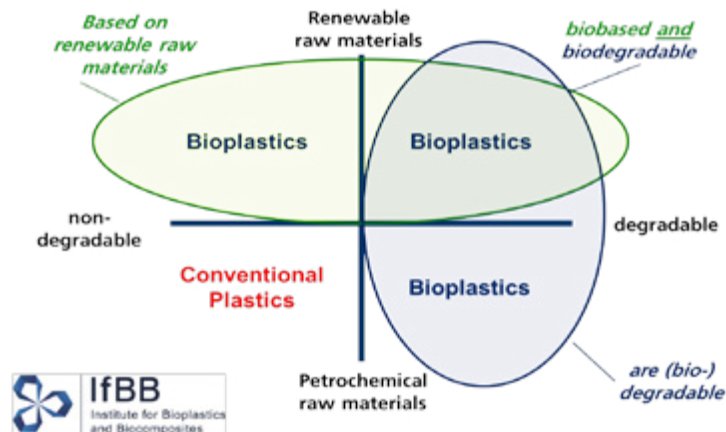 Based on
renewable raw
materials
Renewable
raw materials
biobased and
biodegradable
Bioplastics
Bioplastics
non-
degradable
degradable
Conventional
Plastics
Bioplastics
Petrochemical
raw materials
are (bio-)
degradable
IfBB
Institute for Bioplastics
and Biocomposites